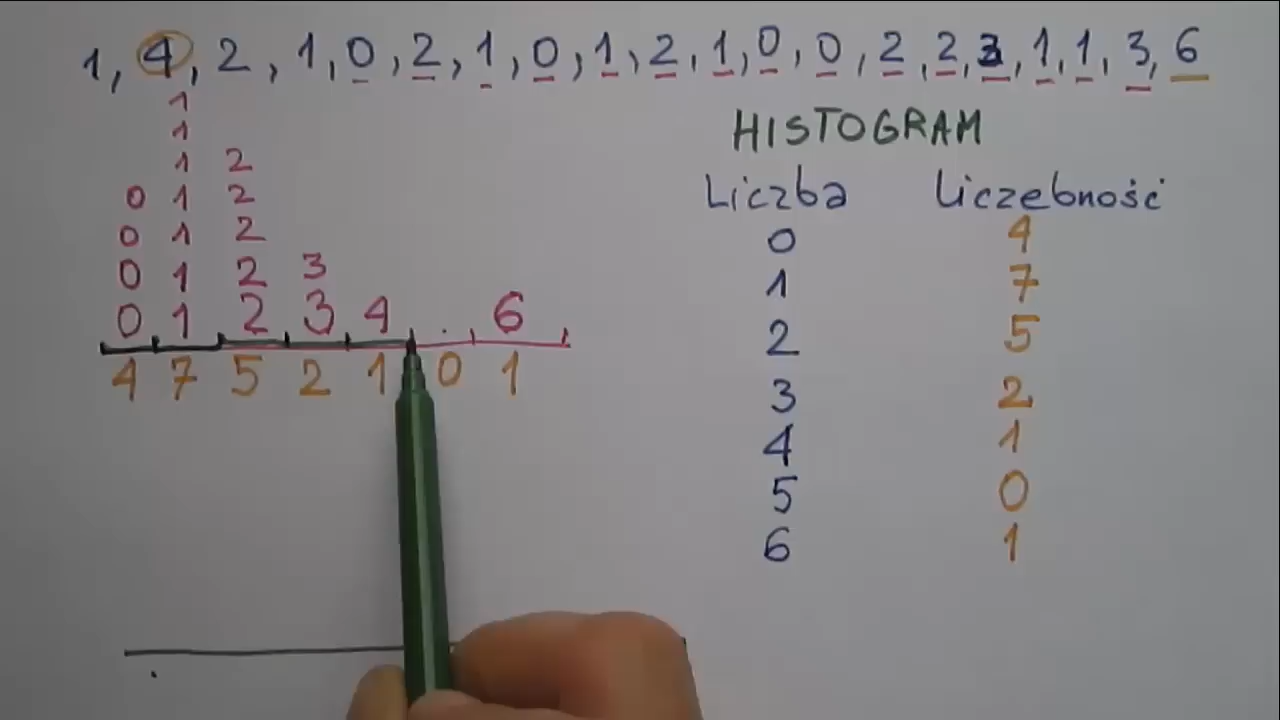 1, 4, 2, 1, 0, 2, 1, 0, 1, 2, 1, 0, 0, 2, 2, 3, 1, 1, 3, 6
1
1
1 2
0 1 2
0 1 2
0 1 2 3
0 1 2 3 4 . 6
4 7 5 2 1 0 1
HISTOGRAM
Liczba Liczebność
0 4
1 7
2 5
3 2
4 1
5 0
6 1